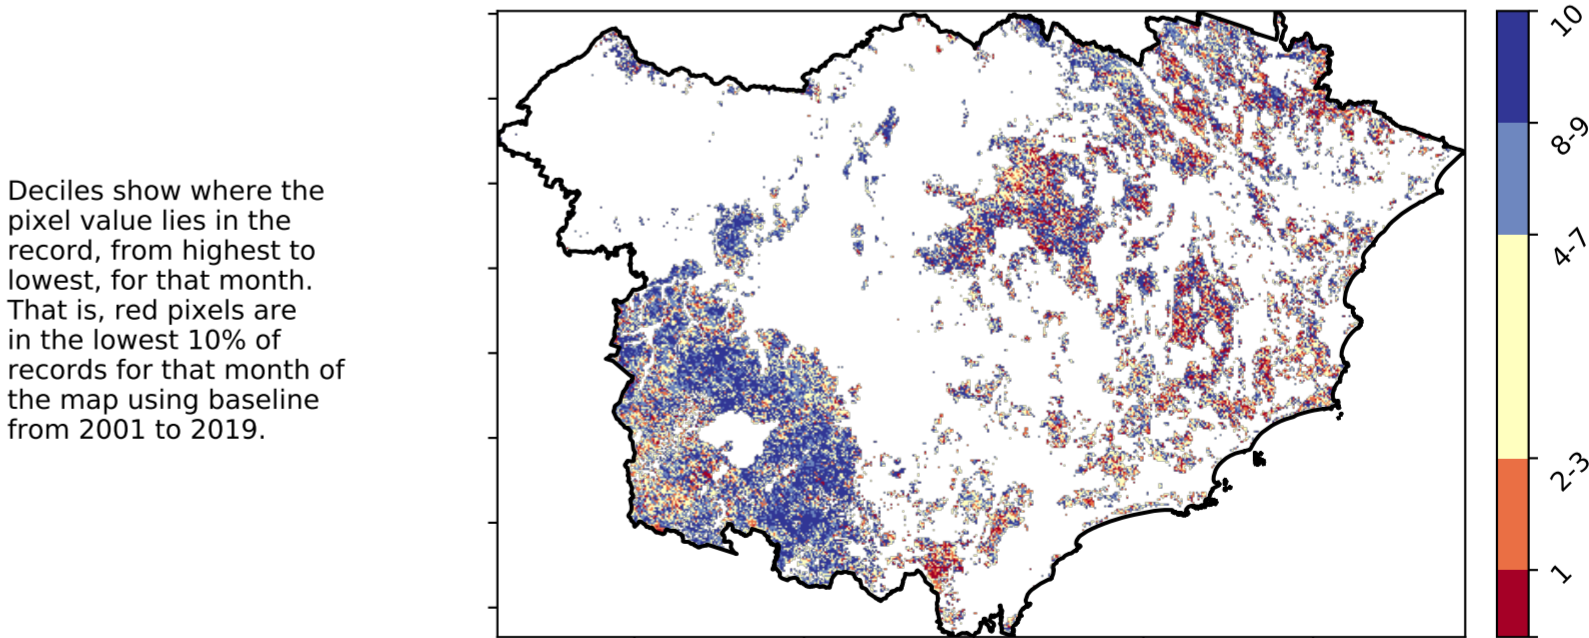 Deciles show where the
pixel value lies in the
record, from highest to
lowest, for that month.
That is, red pixels are
in the lowest 10% of
records for that month of
the map using baseline
from 2001 to 2019.
10
8-9
4-7
2-3
1